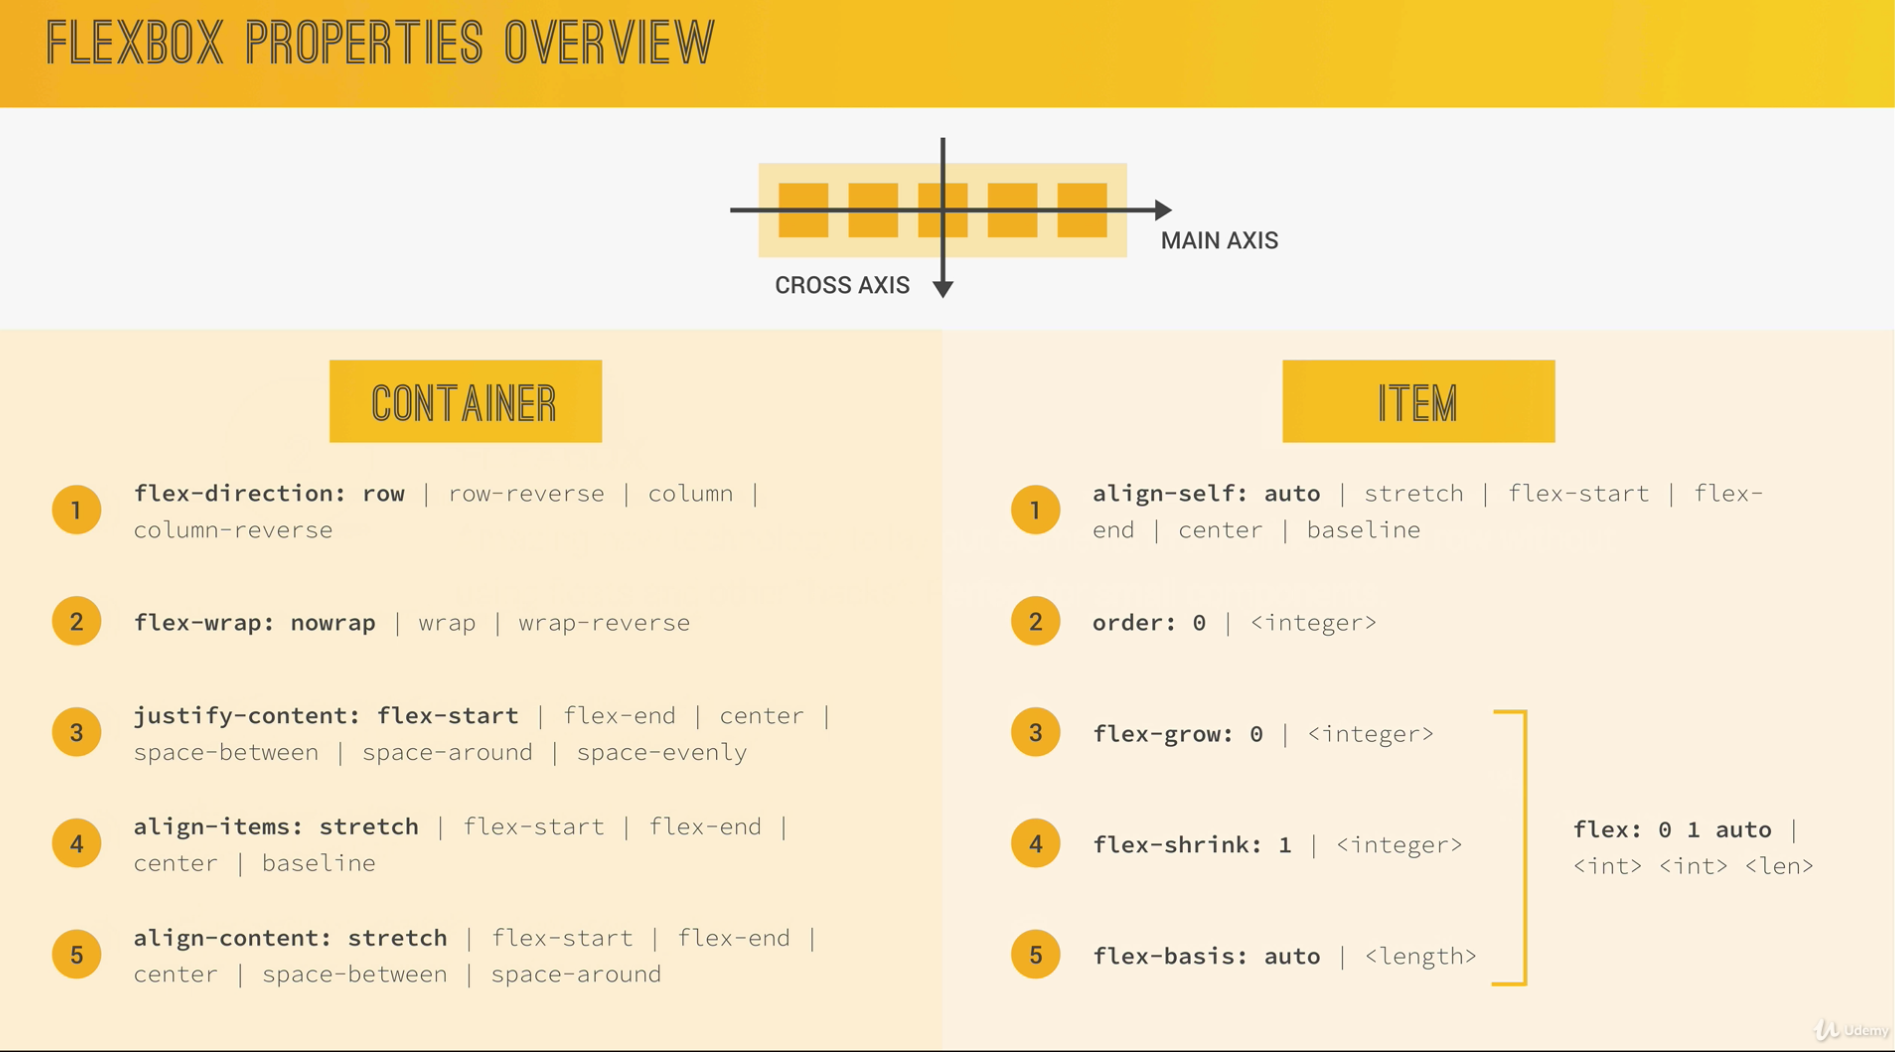 FLEXBOX PROPERTIES OVERVIEW
MAIN AXIS
CROSS AXIS
CONTAINER
1
flex-direction: row | row-reverse | column |
column-reverse
2
flex-wrap: nowrap | wrap | wrap-reverse
3
justify-content: flex-start | flex-end | center |
space-between | space-around | space-evenly
4
align-items: stretch | flex-start | flex-end |
center | baseline
5
align-content: stretch | flex-start | flex-end |
center | space-between | space-around
ITEM
1
align-self: auto | stretch | flex-start | flex-
end | center | baseline
2
order: 0 | <integer>
3
flex-grow: 0 | <integer>
4
flex-shrink: 1 | <integer>
5
flex-basis: auto | <length>
flex: 0 1 auto |
<int> <int> <len>
Udemy